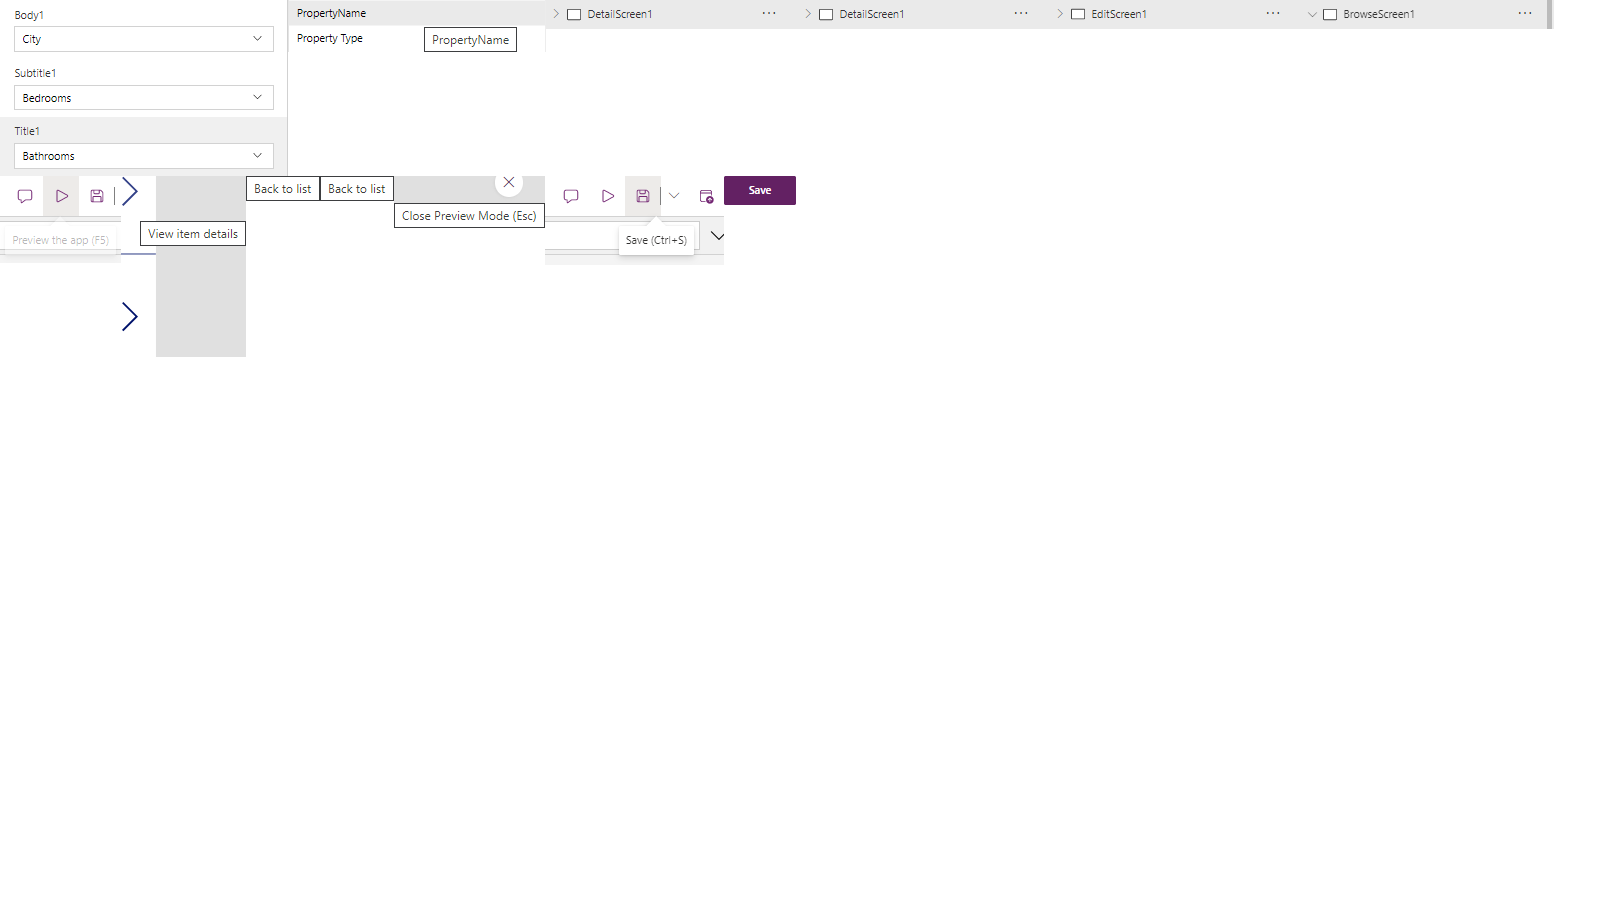 Body1
City
Subtitle1
Bedrooms
Title1
Bathrooms
PropertyName
Property Type
PropertyName
DetailScreen1
DetailScreen1
EditScreen1
BrowseScreen1
Preview the app (F5)
View item details
Back to list
Back to list
Close Preview Mode (Esc)
Save (Ctrl+S)
Save